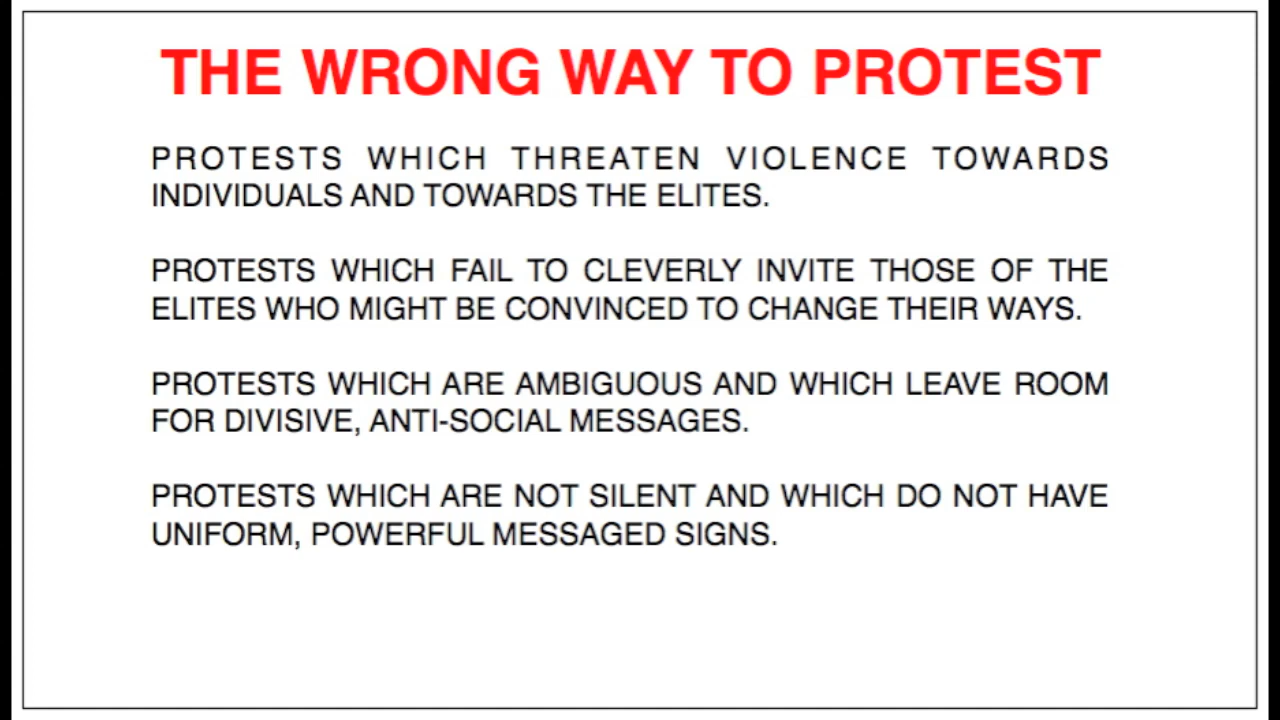 THE WRONG WAY TO PROTEST
PROTESTS WHICH THREATEN VIOLENCE TOWARDS
INDIVIDUALS AND TOWARDS THE ELITES.
PROTESTS WHICH FAIL TO CLEVERLY INVITE THOSE OF THE
ELITES WHO MIGHT BE CONVINCED TO CHANGE THEIR WAYS.
PROTESTS WHICH ARE AMBIGUOUS AND WHICH LEAVE ROOM
FOR DIVISIVE, ANTI-SOCIAL MESSAGES.
PROTESTS WHICH ARE NOT SILENT AND WHICH DO NOT HAVE
UNIFORM, POWERFUL MESSAGED SIGNS.